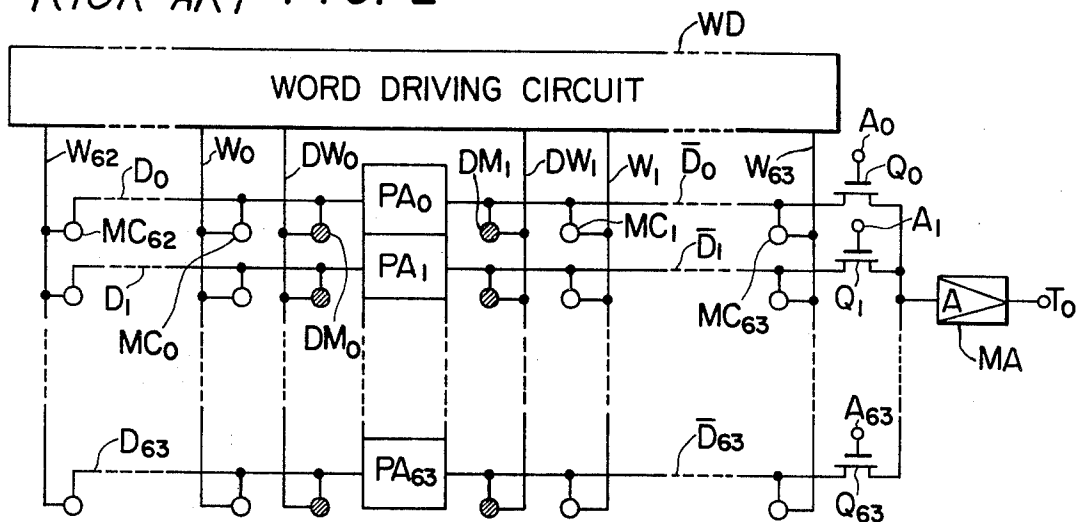 PRIOR ART FIG. 2
WD
WORD DRIVING CIRCUIT
W62 D0 W0 DW0 DM1 DW1 W1 D̅0 W63 A0 Q0
PA0
MC62 MC1 A1
D1 PA1 D̅1 Q1
MC0 DM0 MC63 A T0
MA
A63
D63 D̅63
PA63
Q63